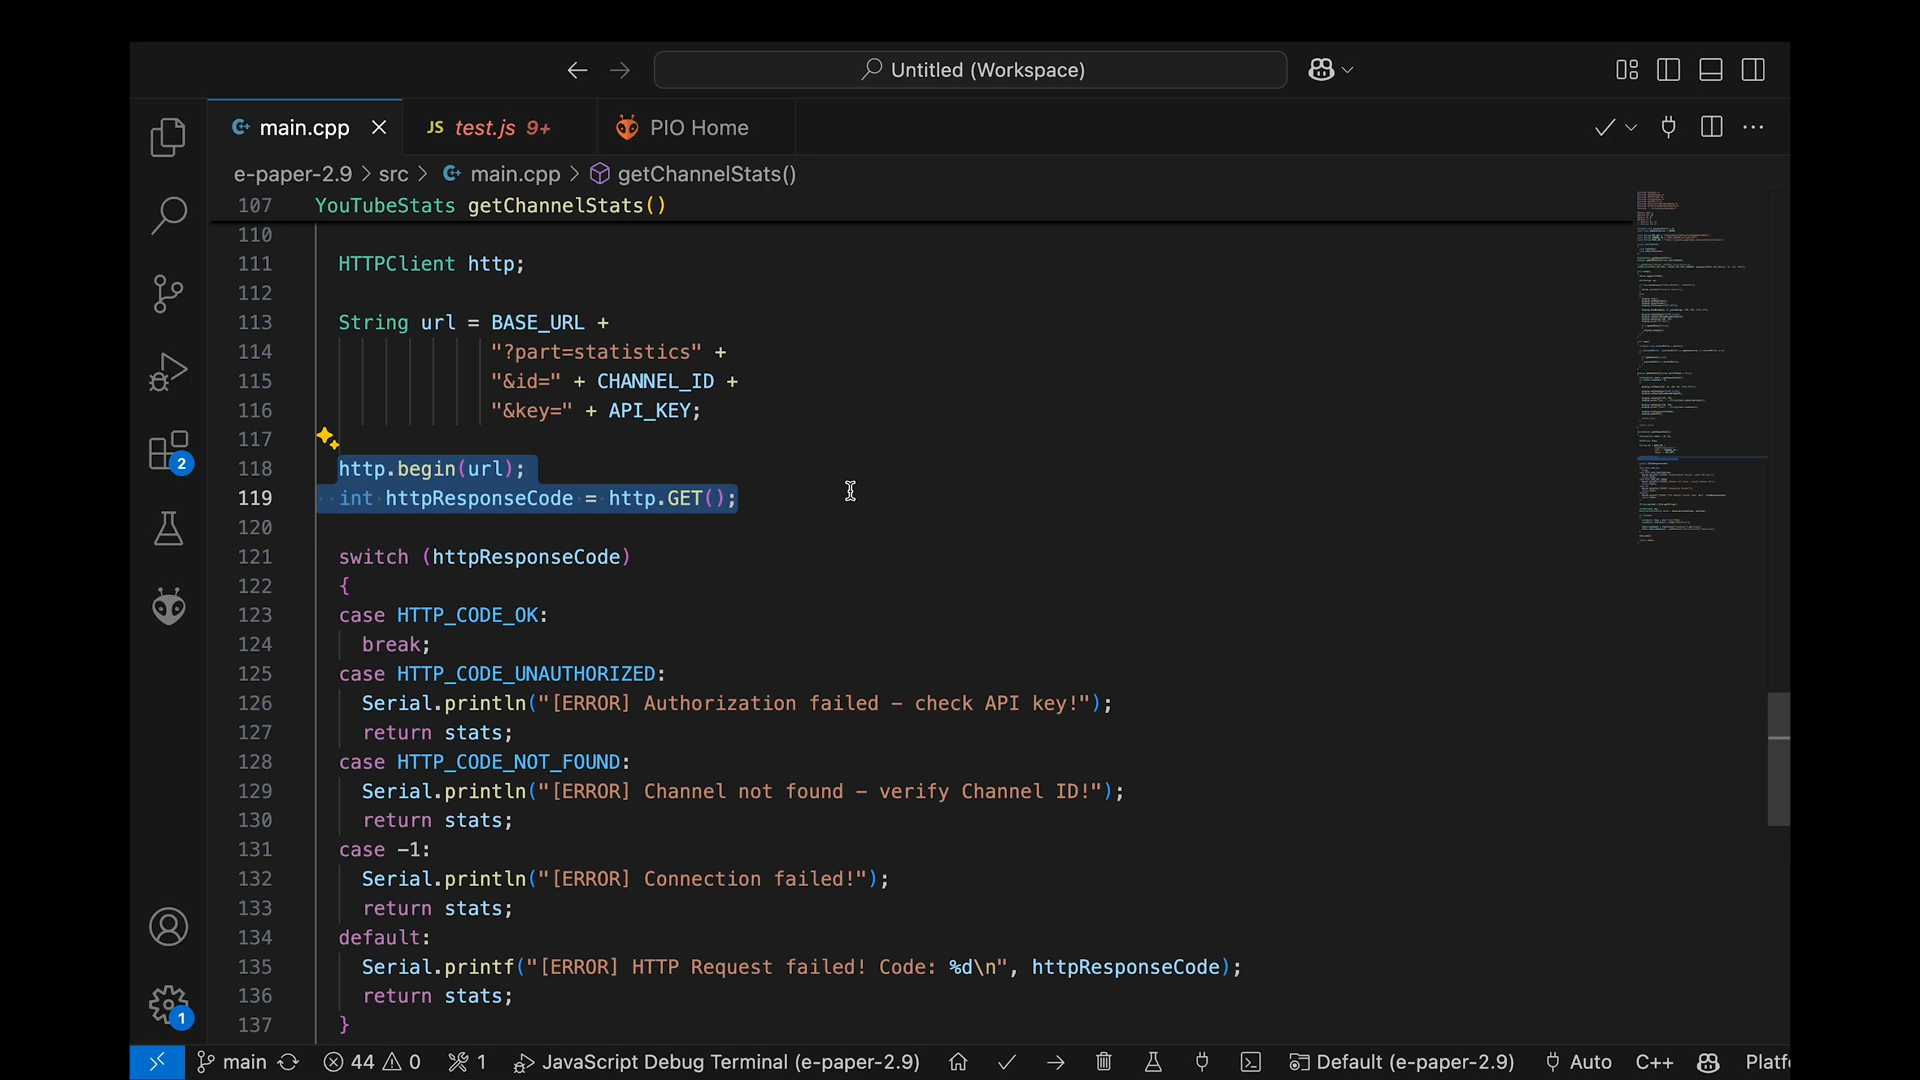 Untitled (Workspace)
main.cpp
JS test.js 9+
PIO Home
e-paper-2.9 > src > main.cpp > getChannelStats()
107 YouTubeStats getChannelStats()
110
111 HTTPClient http;
112
113 String url = BASE_URL +
114 "?part=statistics" +
115 "&id=" + CHANNEL_ID +
116 "&key=" + API_KEY;
117
118 http.begin(url);
119 int httpResponseCode = http.GET();
120
121 switch (httpResponseCode)
122 {
123 case HTTP_CODE_OK:
124 break;
125 case HTTP_CODE_UNAUTHORIZED:
126 Serial.println("[ERROR] Authorization failed – check API key!");
127 return stats;
128 case HTTP_CODE_NOT_FOUND:
129 Serial.println("[ERROR] Channel not found – verify Channel ID!");
130 return stats;
131 case -1:
132 Serial.println("[ERROR] Connection failed!");
133 return stats;
134 default:
135 Serial.printf("[ERROR] HTTP Request failed! Code: %d\n", httpResponseCode);
136 return stats;
137 }
2
1
main 44 0 1 JavaScript Debug Terminal (e-paper-2.9) Default (e-paper-2.9) Auto C++ Platfo